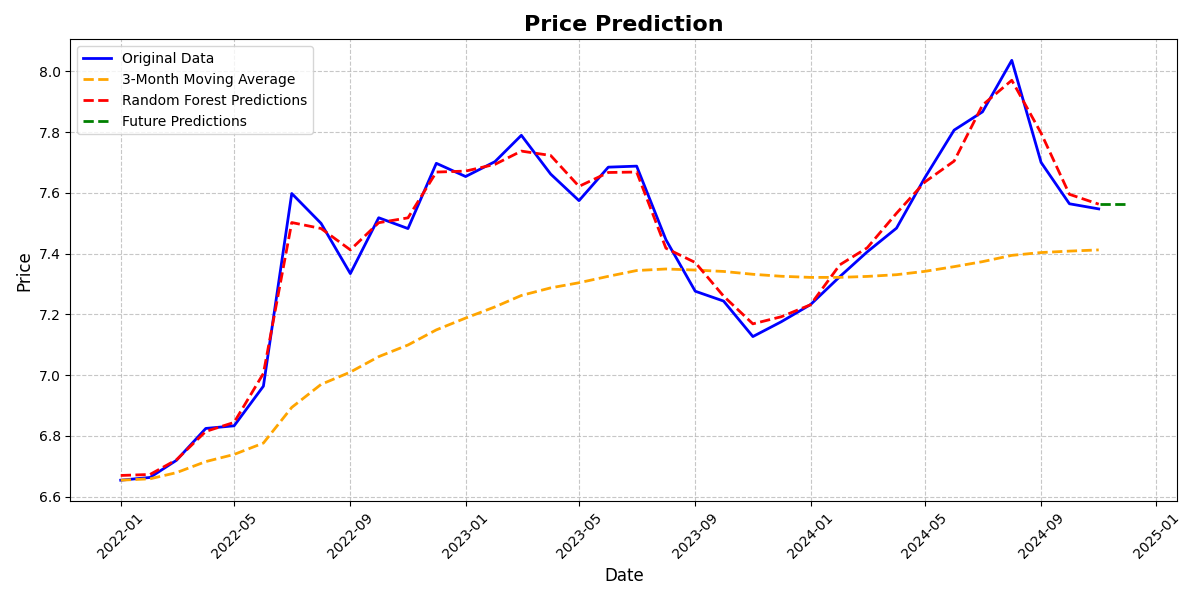 Price Prediction
Original Data
3-Month Moving Average
Random Forest Predictions
Future Predictions
Price
8.0
7.8
7.6
7.4
7.2
7.0
6.8
6.6
2022-01
2022-05
2022-09
2023-01
2023-05
2023-09
2024-01
2024-05
2024-09
2025-01
Date